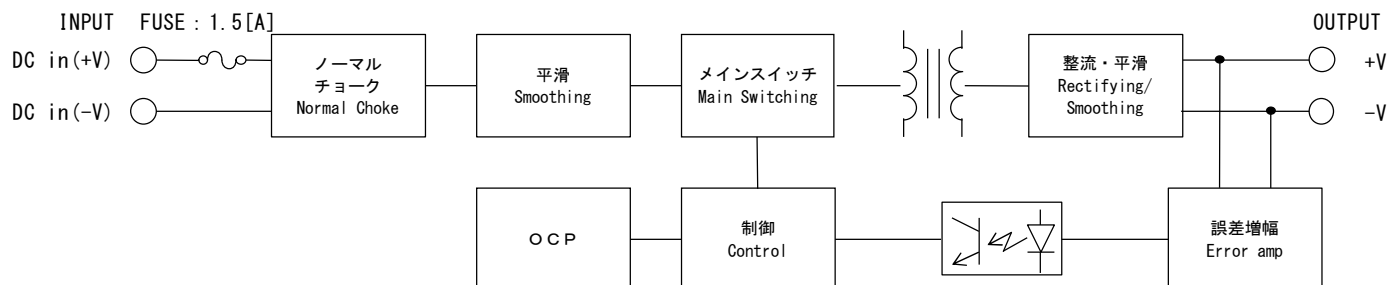 INPUT FUSE : 1.5[A]
OUTPUT
DC in(+V)
DC in(-V)
ノーマル
チョーク
Normal Choke
平滑
Smoothing
メインスイッチ
Main Switching
整流・平滑
Rectifying/
Smoothing
+V
-V
ＯＣＰ
制御
Control
誤差増幅
Error amp